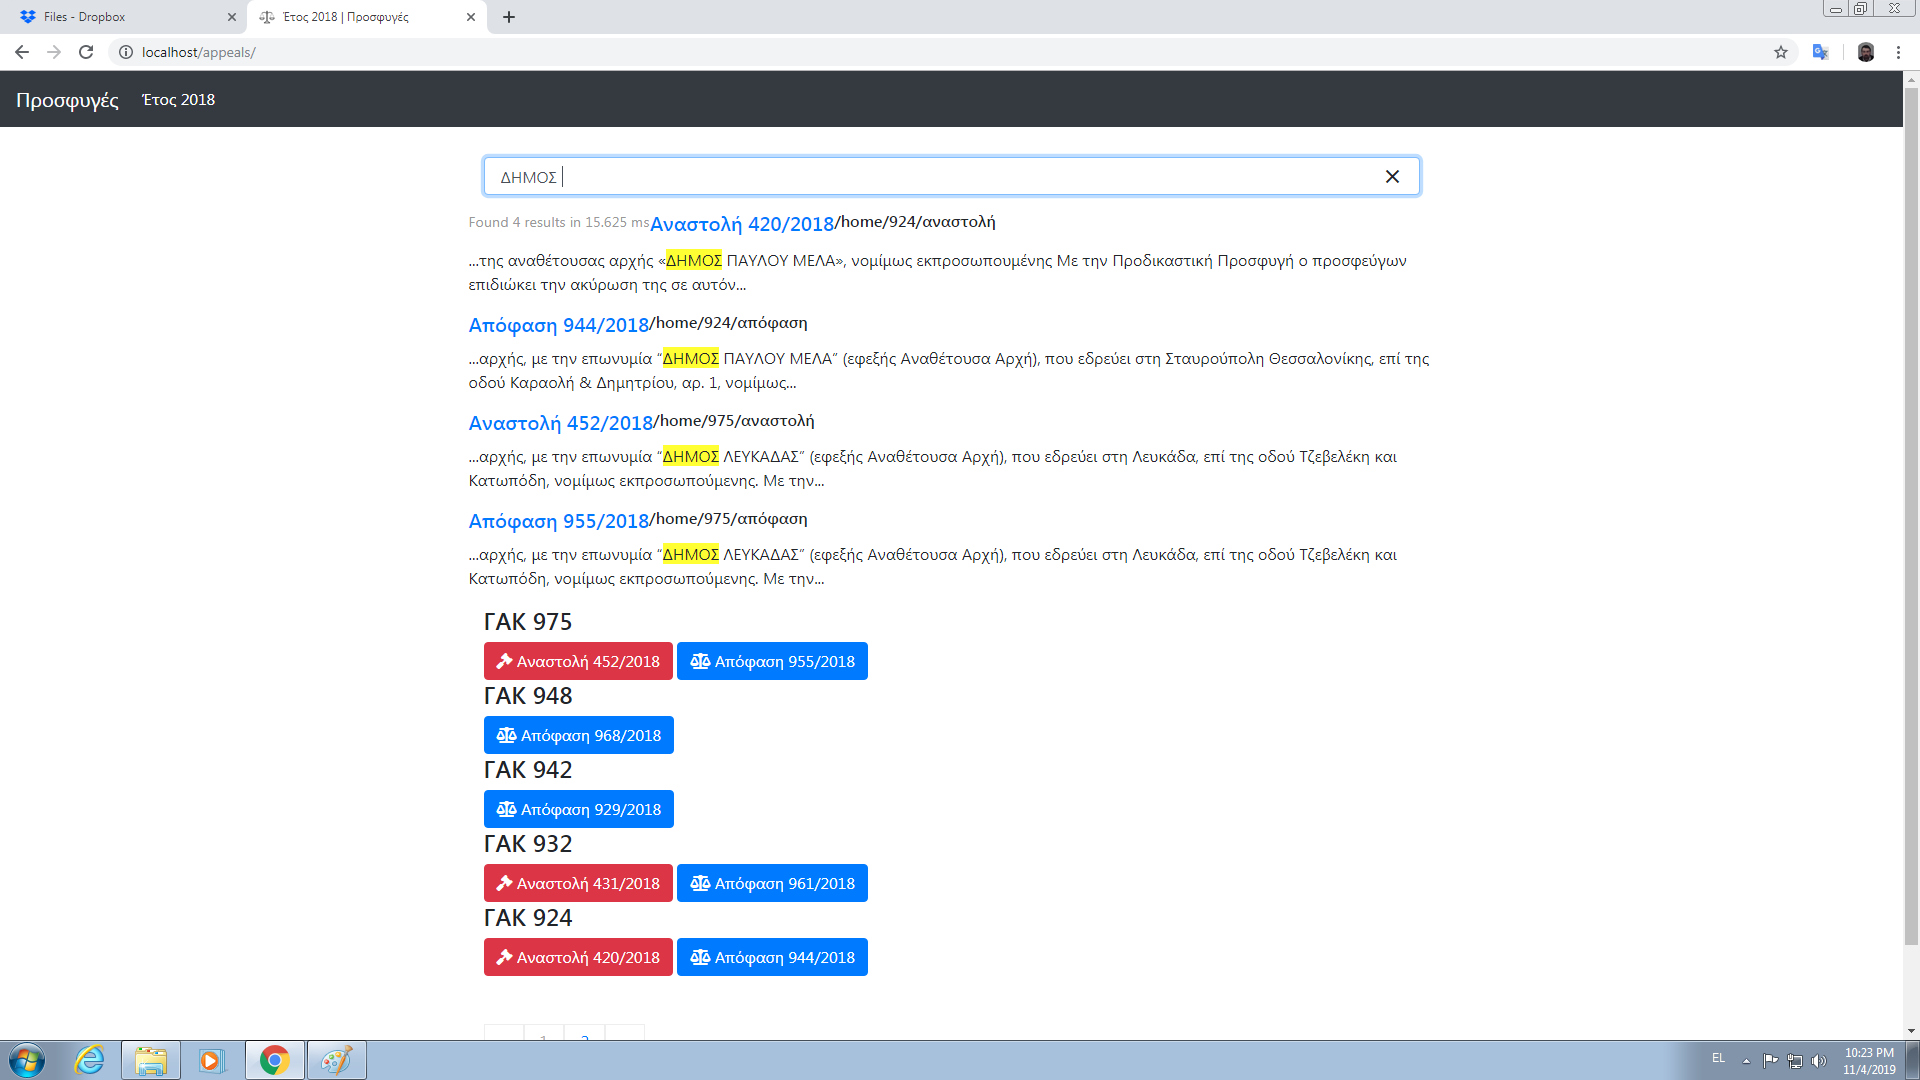 Files - Dropbox
Έτος 2018 | Προσφυγές
localhost/appeals/
Προσφυγές Έτος 2018
ΔΗΜΟΣ
Found 4 results in 15.625 ms Αναστολή 420/2018/home/924/αναστολή
...της αναθέτουσας αρχής «ΔΗΜΟΣ ΠΑΥΛΟΥ ΜΕΛΑ», νομίμως εκπροσωπουμένης Με την Προδικαστική Προσφυγή ο προσφεύγων
επιδιώκει την ακύρωση της σε αυτόν...
Απόφαση 944/2018/home/924/απόφαση
...αρχής, με την επωνυμία “ΔΗΜΟΣ ΠΑΥΛΟΥ ΜΕΛΑ” (εφεξής Αναθέτουσα Αρχή), που εδρεύει στη Σταυρούπολη Θεσσαλονίκης, επί της
οδού Καραολή & Δημητρίου, αρ. 1, νομίμως...
Αναστολή 452/2018/home/975/αναστολή
...αρχής, με την επωνυμία “ΔΗΜΟΣ ΛΕΥΚΑΔΑΣ” (εφεξής Αναθέτουσα Αρχή), που εδρεύει στη Λευκάδα, επί της οδού Τζεβελέκη και
Κατωπόδη, νομίμως εκπροσωπούμενης. Με την...
Απόφαση 955/2018/home/975/απόφαση
...αρχής, με την επωνυμία “ΔΗΜΟΣ ΛΕΥΚΑΔΑΣ” (εφεξής Αναθέτουσα Αρχή), που εδρεύει στη Λευκάδα, επί της οδού Τζεβελέκη και
Κατωπόδη, νομίμως εκπροσωπούμενης. Με την...
ΓΑΚ 975
Αναστολή 452/2018 Απόφαση 955/2018
ΓΑΚ 948
Απόφαση 968/2018
ΓΑΚ 942
Απόφαση 929/2018
ΓΑΚ 932
Αναστολή 431/2018 Απόφαση 961/2018
ΓΑΚ 924
Αναστολή 420/2018 Απόφαση 944/2018
EL
10:23 PM
11/4/2019